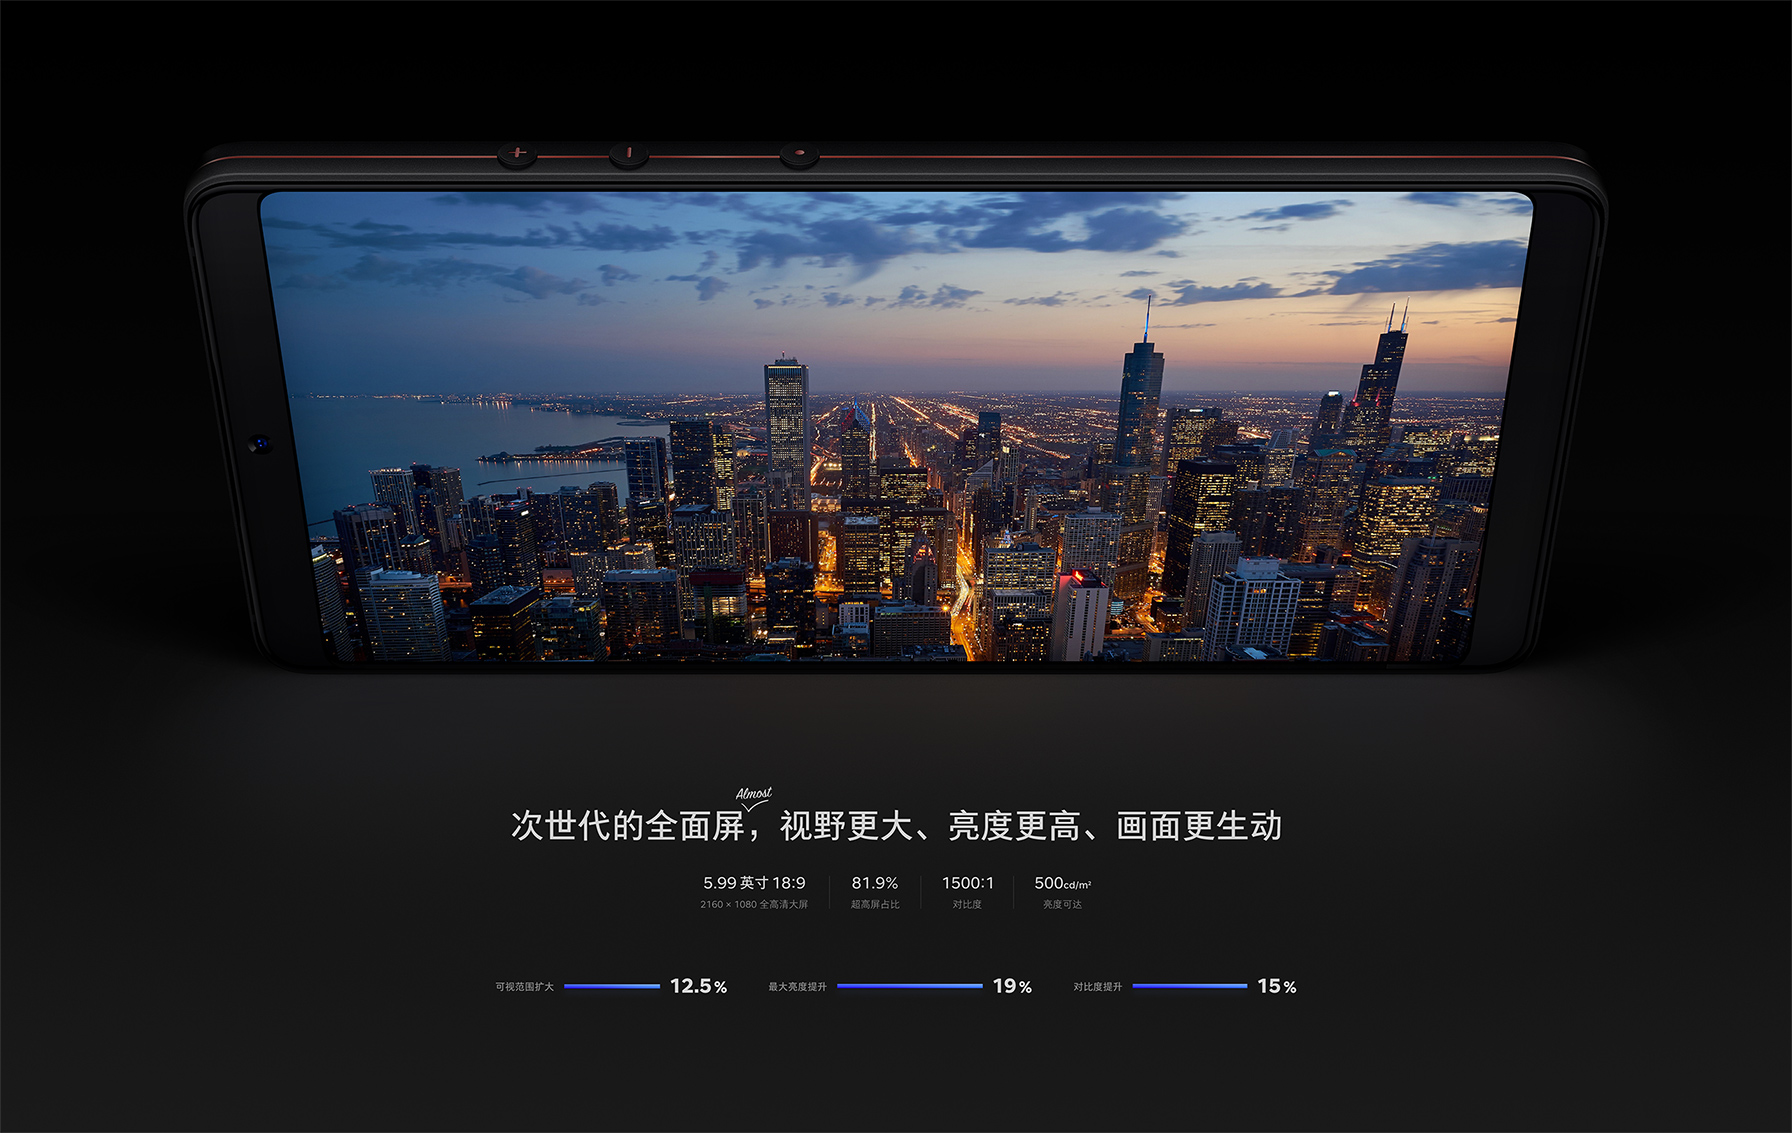 Almost
次世代的全面屏，视野更大、亮度更高、画面更生动
5.99 英寸 18:9
2160 × 1080 全高清大屏
81.9%
超高屏占比
1500:1
对比度
500cd/m²
亮度可达
可视范围扩大 12.5%
最大亮度提升 19%
对比度提升 15%